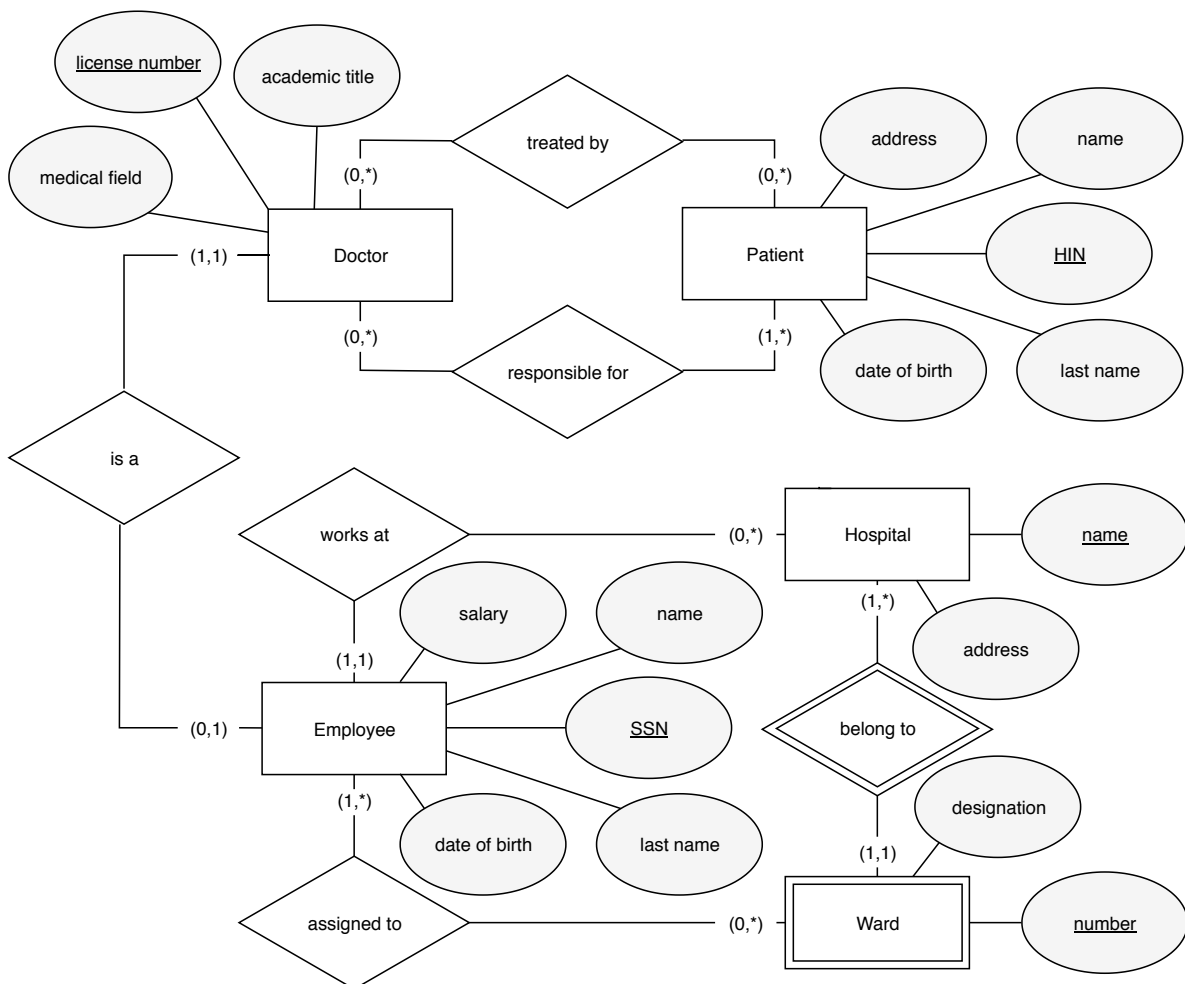 license number
academic title
medical field
treated by
address
name
(0,*)
(0,*)
(1,1)
Doctor
Patient
HIN
(0,*)
(1,*)
responsible for
date of birth
last name
is a
works at
(0,*)
Hospital
name
salary
name
(1,*)
address
(1,1)
(0,1)
Employee
SSN
belong to
(1,*)
designation
date of birth
last name
(1,1)
assigned to
(0,*)
Ward
number